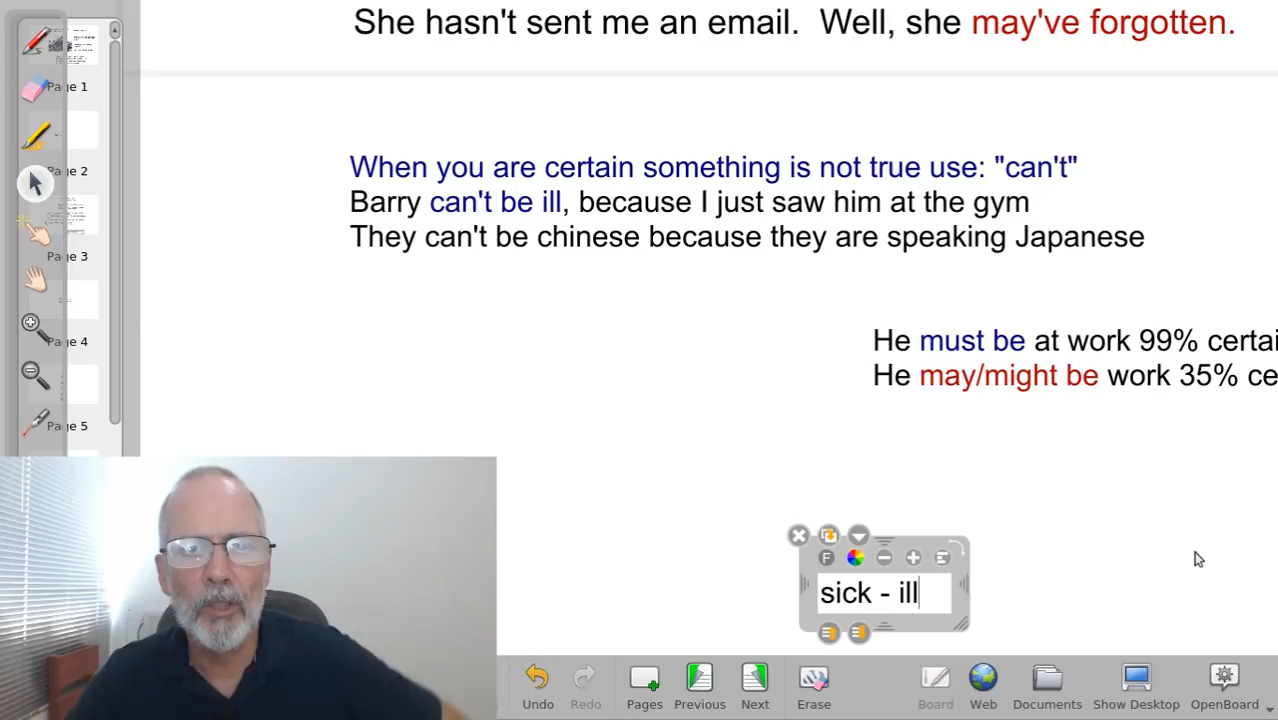 She hasn't sent me an email.  Well, she may've forgotten.
Page 1
Page 2
Page 3
Page 4
Page 5
When you are certain something is not true use: "can't"
Barry can't be ill, because I just saw him at the gym
They can't be chinese because they are speaking Japanese
He must be at work 99% certai
He may/might be work 35% ce
F
sick - ill
Undo
Redo
Pages
Previous
Next
Erase
Board
Web
Documents
Show Desktop
OpenBoard